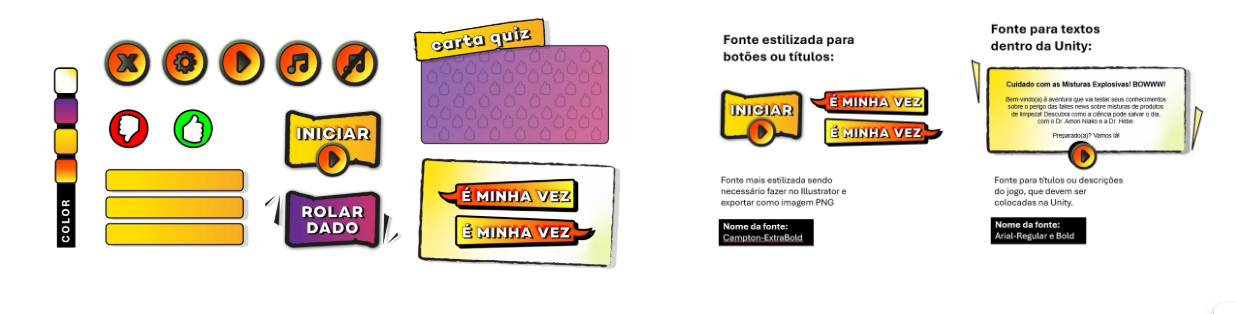 COLOR
INICIAR
ROLAR
DADO
carta quiz
É MINHA VEZ
É MINHA VEZ
Fonte estilizada para
botões ou títulos:
INICIAR
É MINHA VEZ
É MINHA VEZ
Fonte mais estilizada sendo
necessário fazer no Illustrator e
exportar como imagem PNG
Nome da fonte:
Campton-ExtraBold
Fonte para textos
dentro da Unity:
Cuidado com as Misturas Explosivas! BOWWW!
Bem-vindo(a) à aventura que vai testar seus conhecimentos
sobre o perigo das fakes news sobre misturas de produtos
de limpeza! Descubra como a ciência pode salvar o dia,
com o Dr. Amon Niako e a Dr. Hebe.
Preparado(a)? Vamos lá!
Fonte para títulos ou descrições
do jogo, que devem ser
colocadas na Unity.
Nome da fonte:
Arial-Regular e Bold